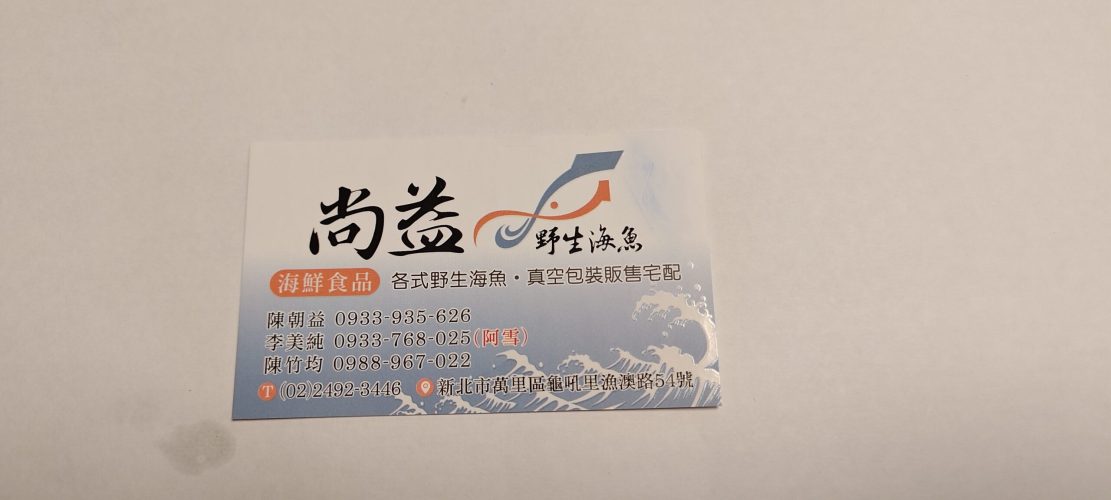 尚益
野生海魚
海鮮食品 各式野生海魚・真空包裝販售宅配
陳朝益 0933-935-626
李美純 0933-768-025(阿雪)
陳竹均 0988-967-022
T (02)2492-3446 新北市萬里區龜吼里漁澳路54號